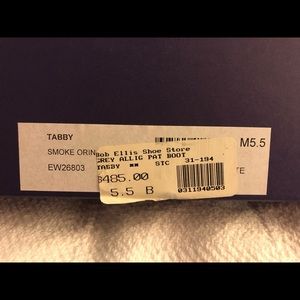 TABBY
SMOKE ORIN
EW26803
M5.5
TE
Bob Ellis Shoe Store
GREY ALLIG PAT BOOT
TABBY STC 31-194
$485.00
5.5 B
0311940503